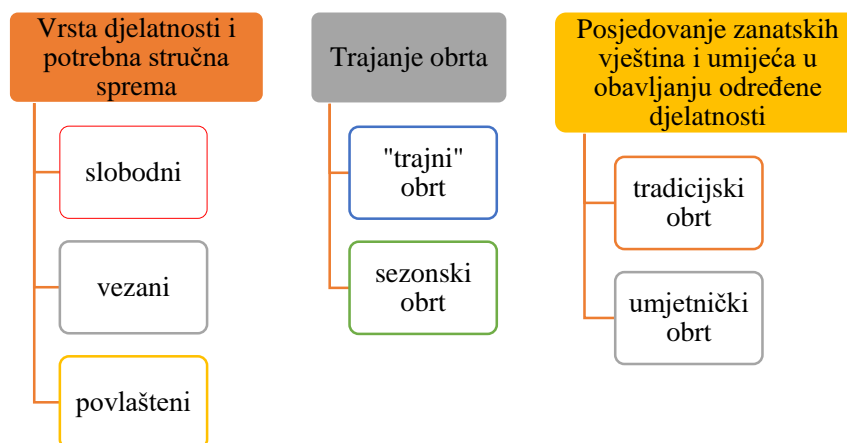 Vrsta djelatnosti i
potrebna stručna
sprema
slobodni
vezani
povlašteni
Trajanje obrta
"trajni"
obrt
sezonski
obrt
Posjedovanje zanatskih
vještina i umijeća u
obavljanju određene
djelatnosti
tradicijski
obrt
umjetnički
obrt